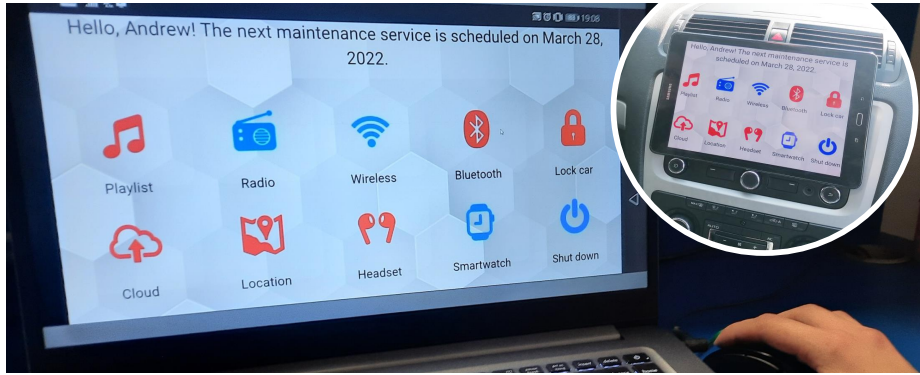 19:08
Hello, Andrew! The next maintenance service is scheduled on March 28,
2022.
Playlist
Radio
Wireless
Bluetooth
Lock car
Cloud
Location
Headset
Smartwatch
Shut down
Hello, Andrew! The next maintenance service is
scheduled on March 28, 2022.
Playlist
Radio
Wireless
Bluetooth
Lock car
Cloud
Location
Headset
Smartwatch
Shut down
AUTO